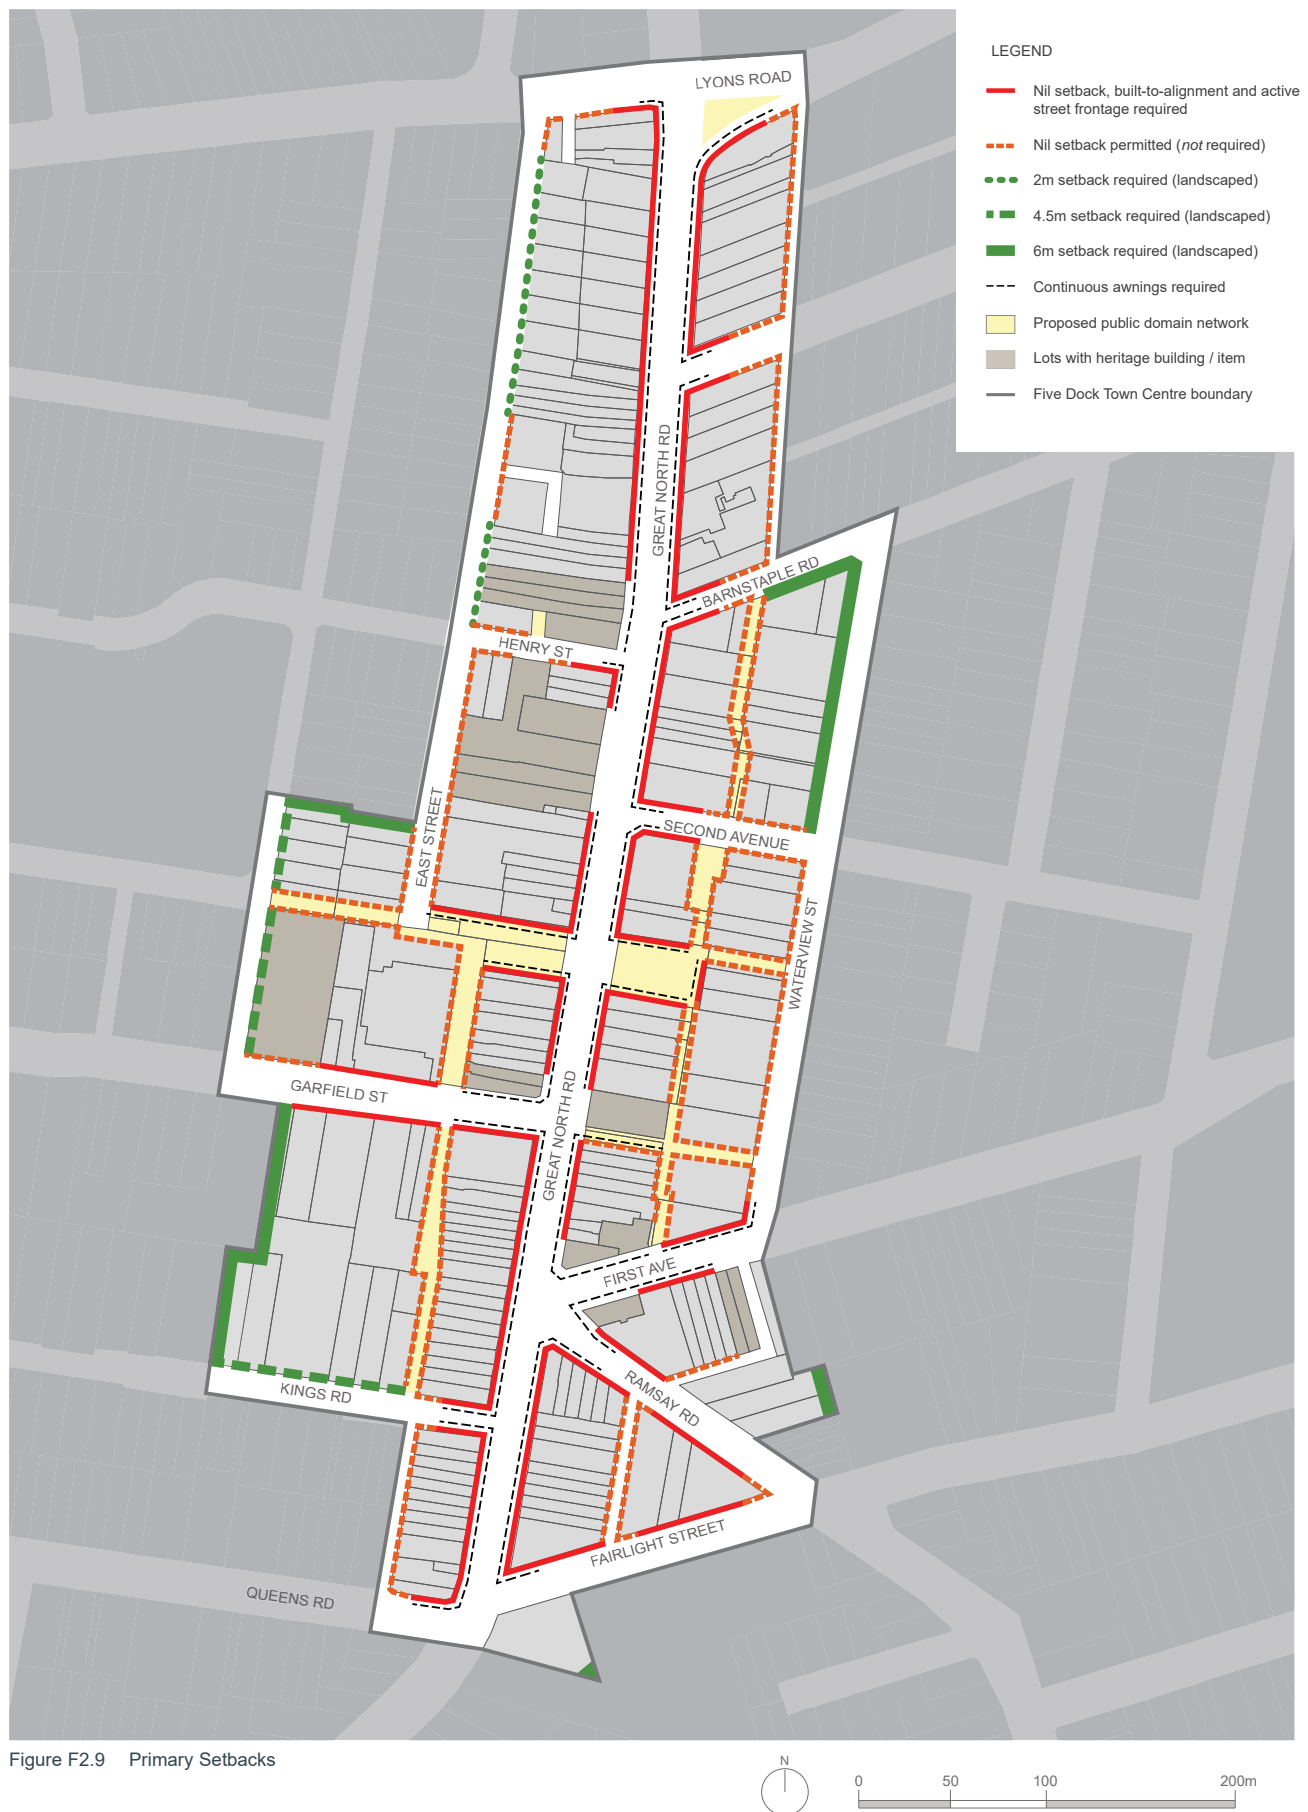 LEGEND
Nil setback, built-to-alignment and active
street frontage required
Nil setback permitted (not required)
2m setback required (landscaped)
4.5m setback required (landscaped)
6m setback required (landscaped)
Continuous awnings required
Proposed public domain network
Lots with heritage building / item
Five Dock Town Centre boundary
LYONS ROAD
GREAT NORTH RD
BARNSTAPLE RD
HENRY ST
EAST STREET
SECOND AVENUE
WATERVIEW ST
GARFIELD ST
GREAT NORTH RD
FIRST AVE
KINGS RD
RAMSAY RD
FAIRLIGHT STREET
QUEENS RD
Figure F2.9 Primary Setbacks
N
0 50 100 200m